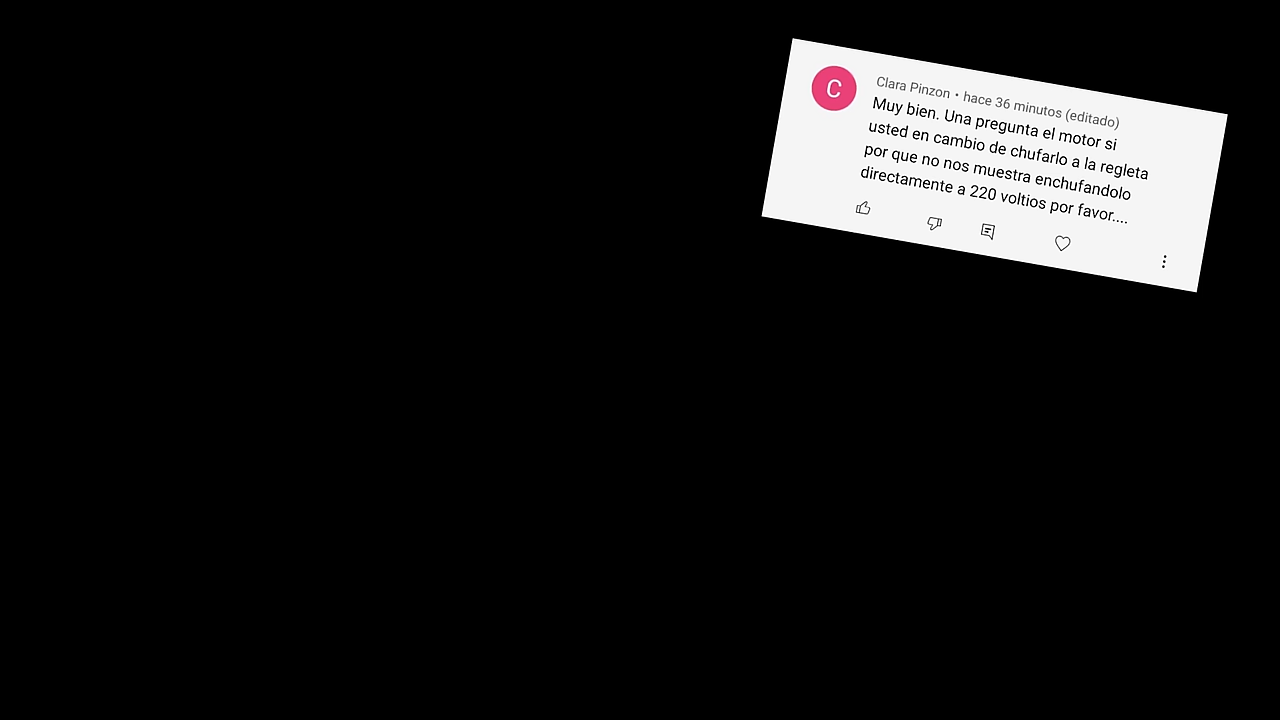 C
Clara Pinzon • hace 36 minutos (editado)
Muy bien. Una pregunta el motor si
usted en cambio de chufarlo a la regleta
por que no nos muestra enchufandolo
directamente a 220 voltios por favor....